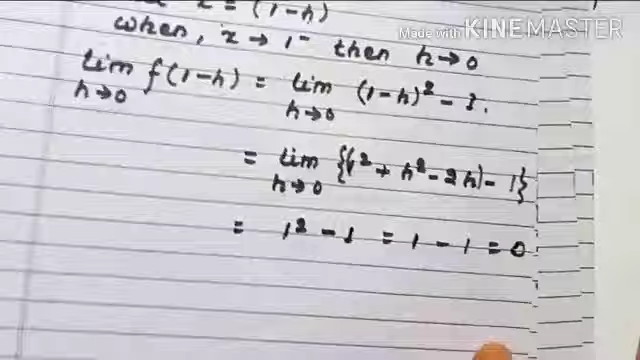 x = (1-h)
when, x → 1⁻ then h → 0
Made with KINEMASTER
lim h→0 f(1-h) = lim h→0 (1-h)² - 1.
= lim h→0 {(1² + h² - 2h) - 1}
= 1² - 1 = 1 - 1 = 0